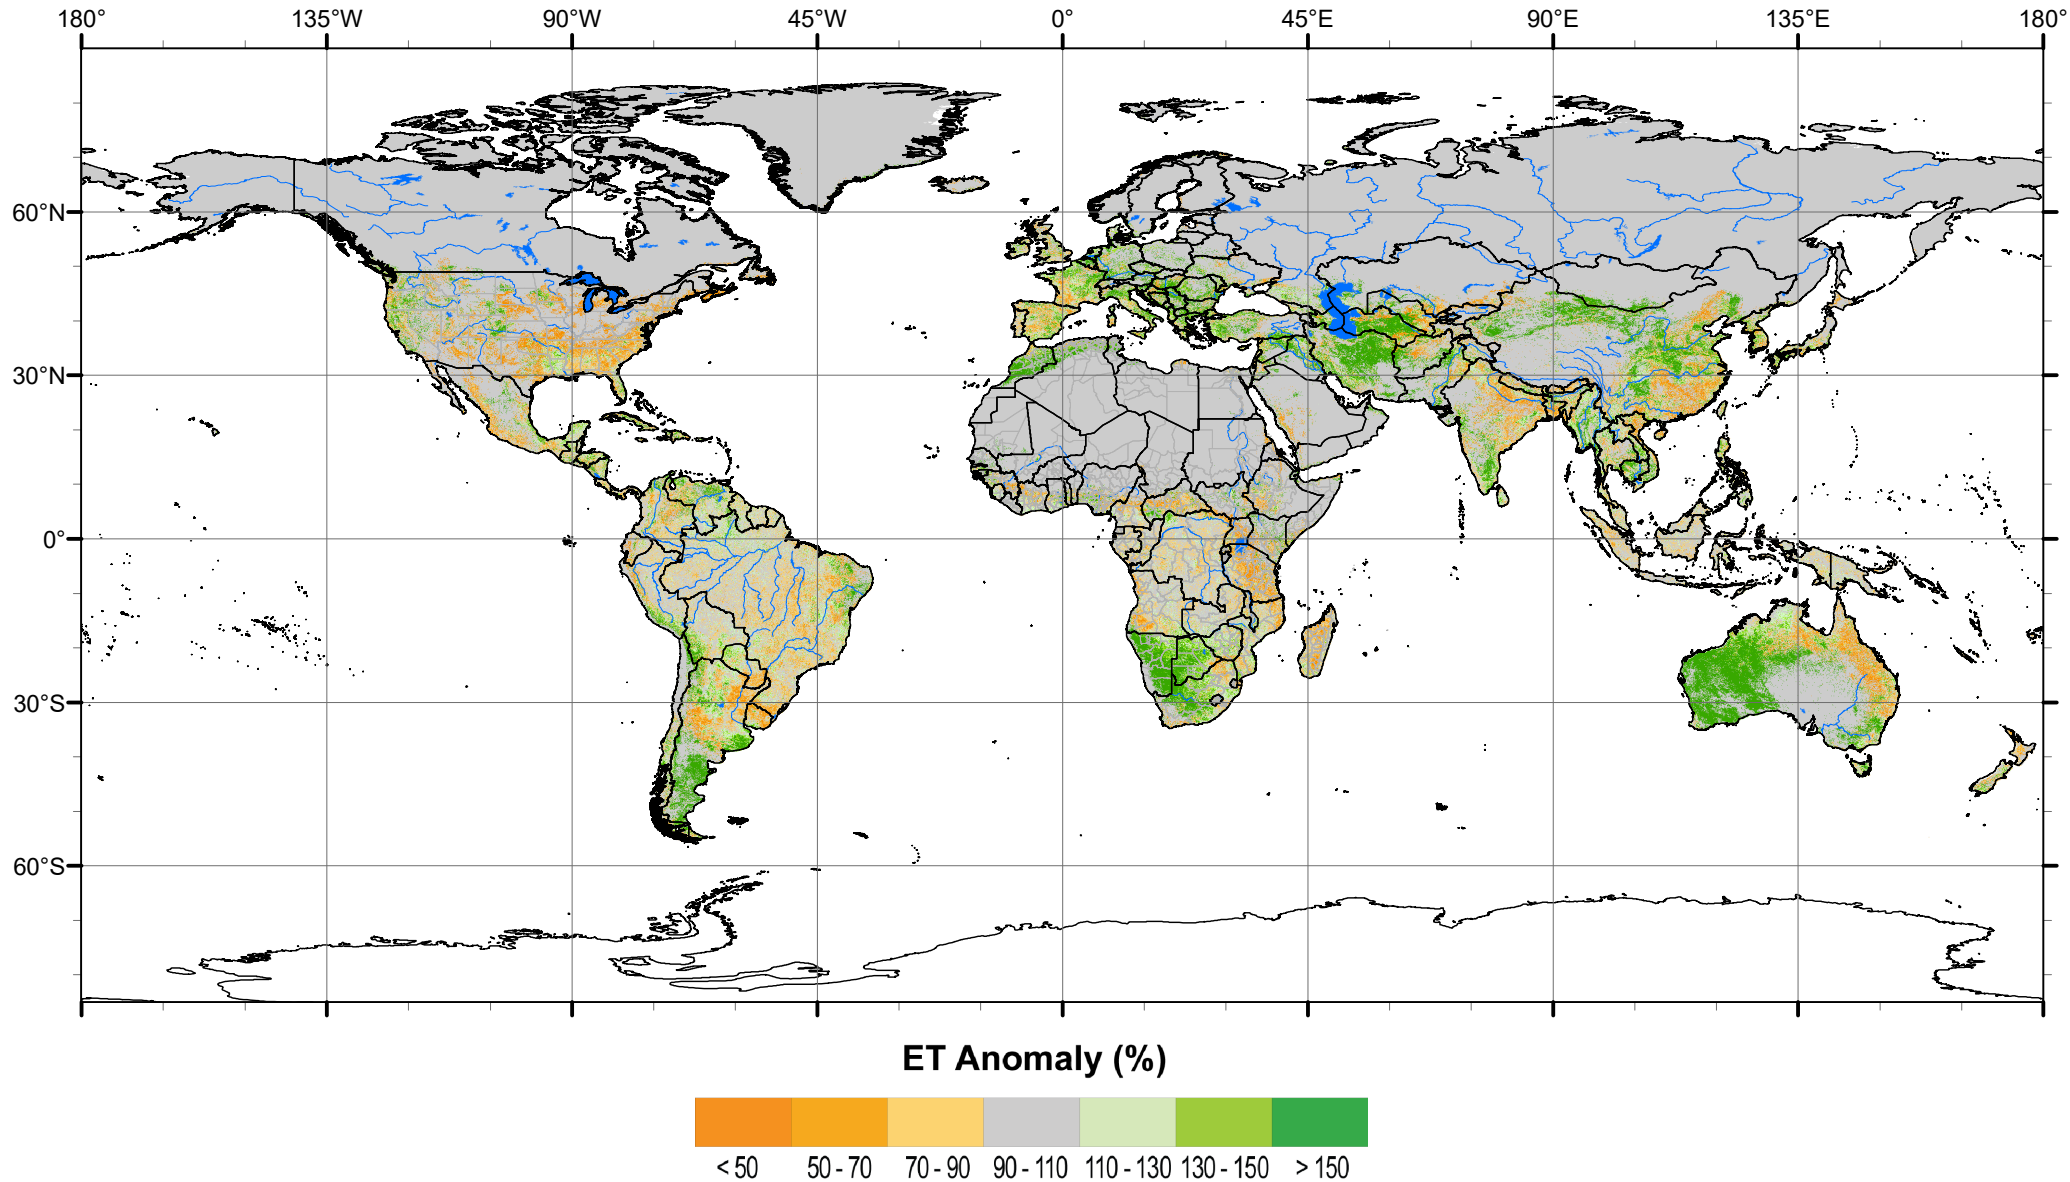 180° 135°W 90°W 45°W 0° 45°E 90°E 135°E 180°
60°N
30°N
0°
30°S
60°S
ET Anomaly (%)
< 50 50 - 70 70 - 90 90 - 110 110 - 130 130 - 150 > 150